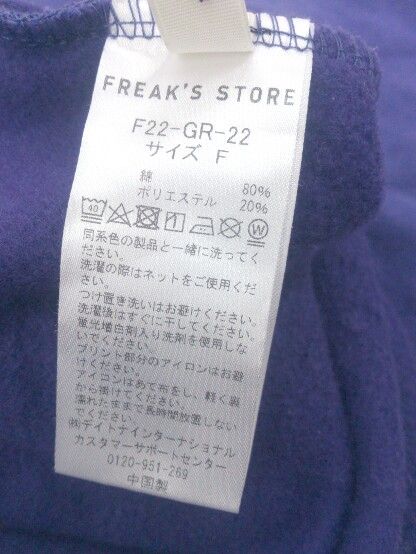 FREAK'S STORE
F22-GR-22
サイズ F
綿 80%
ポリエステル 20%
40
W
同系色の製品と一緒に洗ってく
ださい。
洗濯の際はネットをご使用くだ
さい。
つけ置き洗いはお避けください。
洗濯後はすぐに干してください。
蛍光増白剤入り洗剤を使用しな
いでください。
プリント部分のアイロンはお避
けください。
アイロンはあて布をし、軽く裏
から掛けてください
濡れたままで長時間放置しない
でください。
㈱デイトナインターナショナル
カスタマーサポートセンター
0120-951-269
中国製